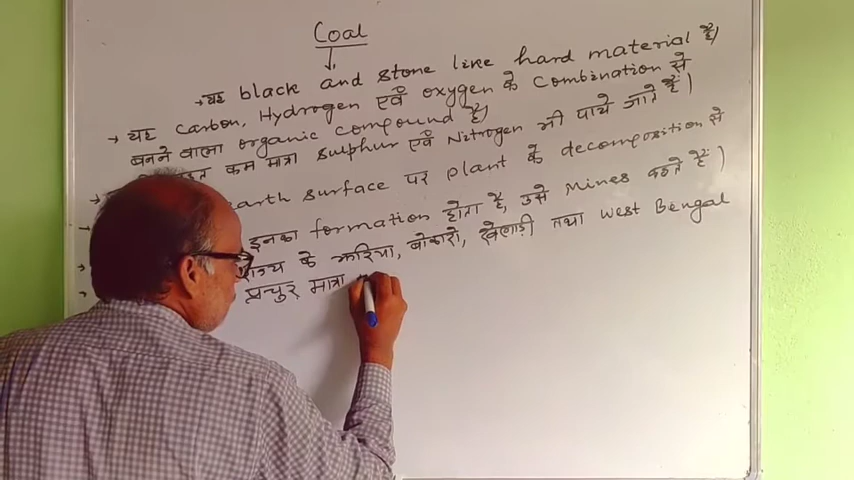 Coal
→ यह black and stone like hard material है।
→ यह Carbon, Hydrogen एवं oxygen के Combination से
बनने वाला organic compound है।
कम मात्रा Sulphur एवं Nitrogen भी पाये जाते हैं।
earth surface पर plant के decomposition से
इनका formation होता है, उसे Mines कहते हैं।
राज्य के झरिया, बोकारो, खेलाड़ी तथा West Bengal
प्रचुर मात्रा